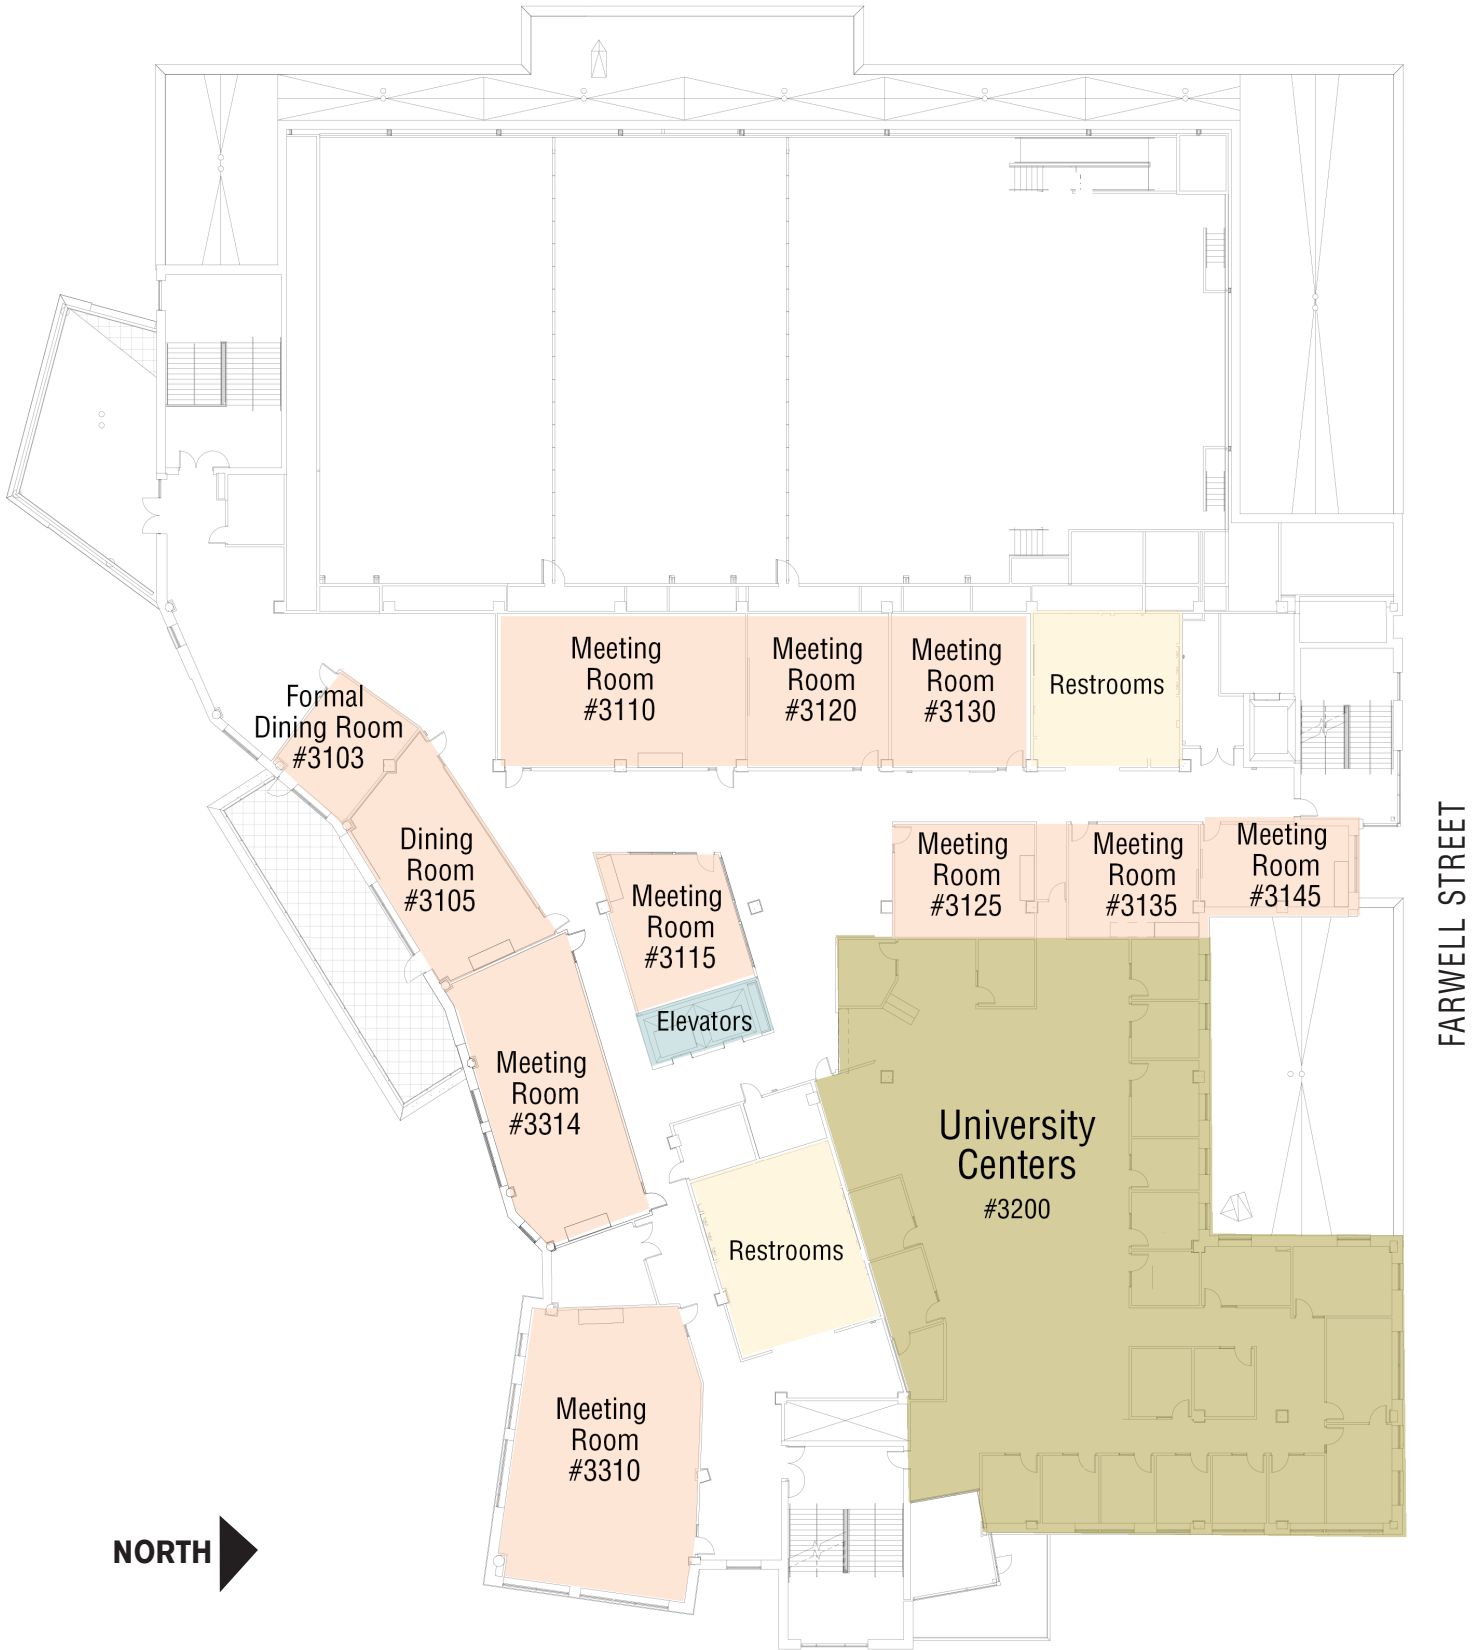 Meeting
Room
#3110
Meeting
Room
#3120
Meeting
Room
#3130
Restrooms
Formal
Dining Room
#3103
Dining
Room
#3105
Meeting
Room
#3115
Elevators
Meeting
Room
#3125
Meeting
Room
#3135
Meeting
Room
#3145
FARWELL STREET
Meeting
Room
#3314
University
Centers
#3200
Restrooms
Meeting
Room
#3310
NORTH